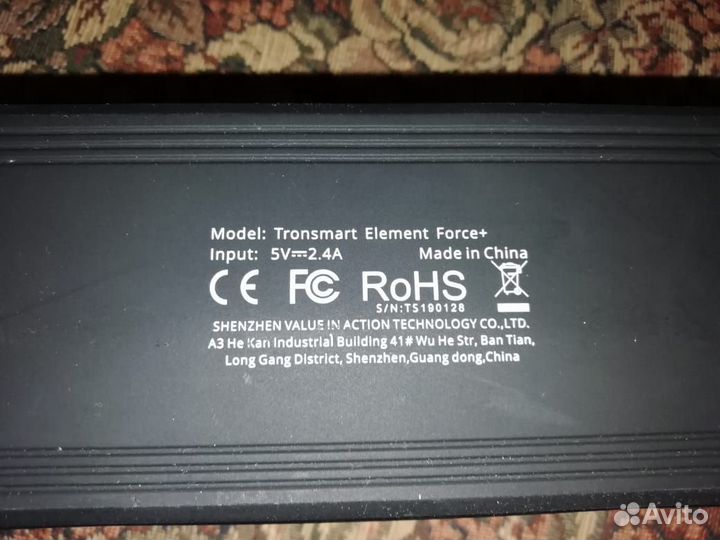 Model: Tronsmart Element Force+
Input: 5V⎓2.4A Made in China
CE FC RoHS
S/N:TS190128
SHENZHEN VALUE IN ACTION TECHNOLOGY CO.,LTD.
A3 He Kan Industrial Building 41# Wu He Str, Ban Tian,
Long Gang District, Shenzhen,Guang dong,China
Avito